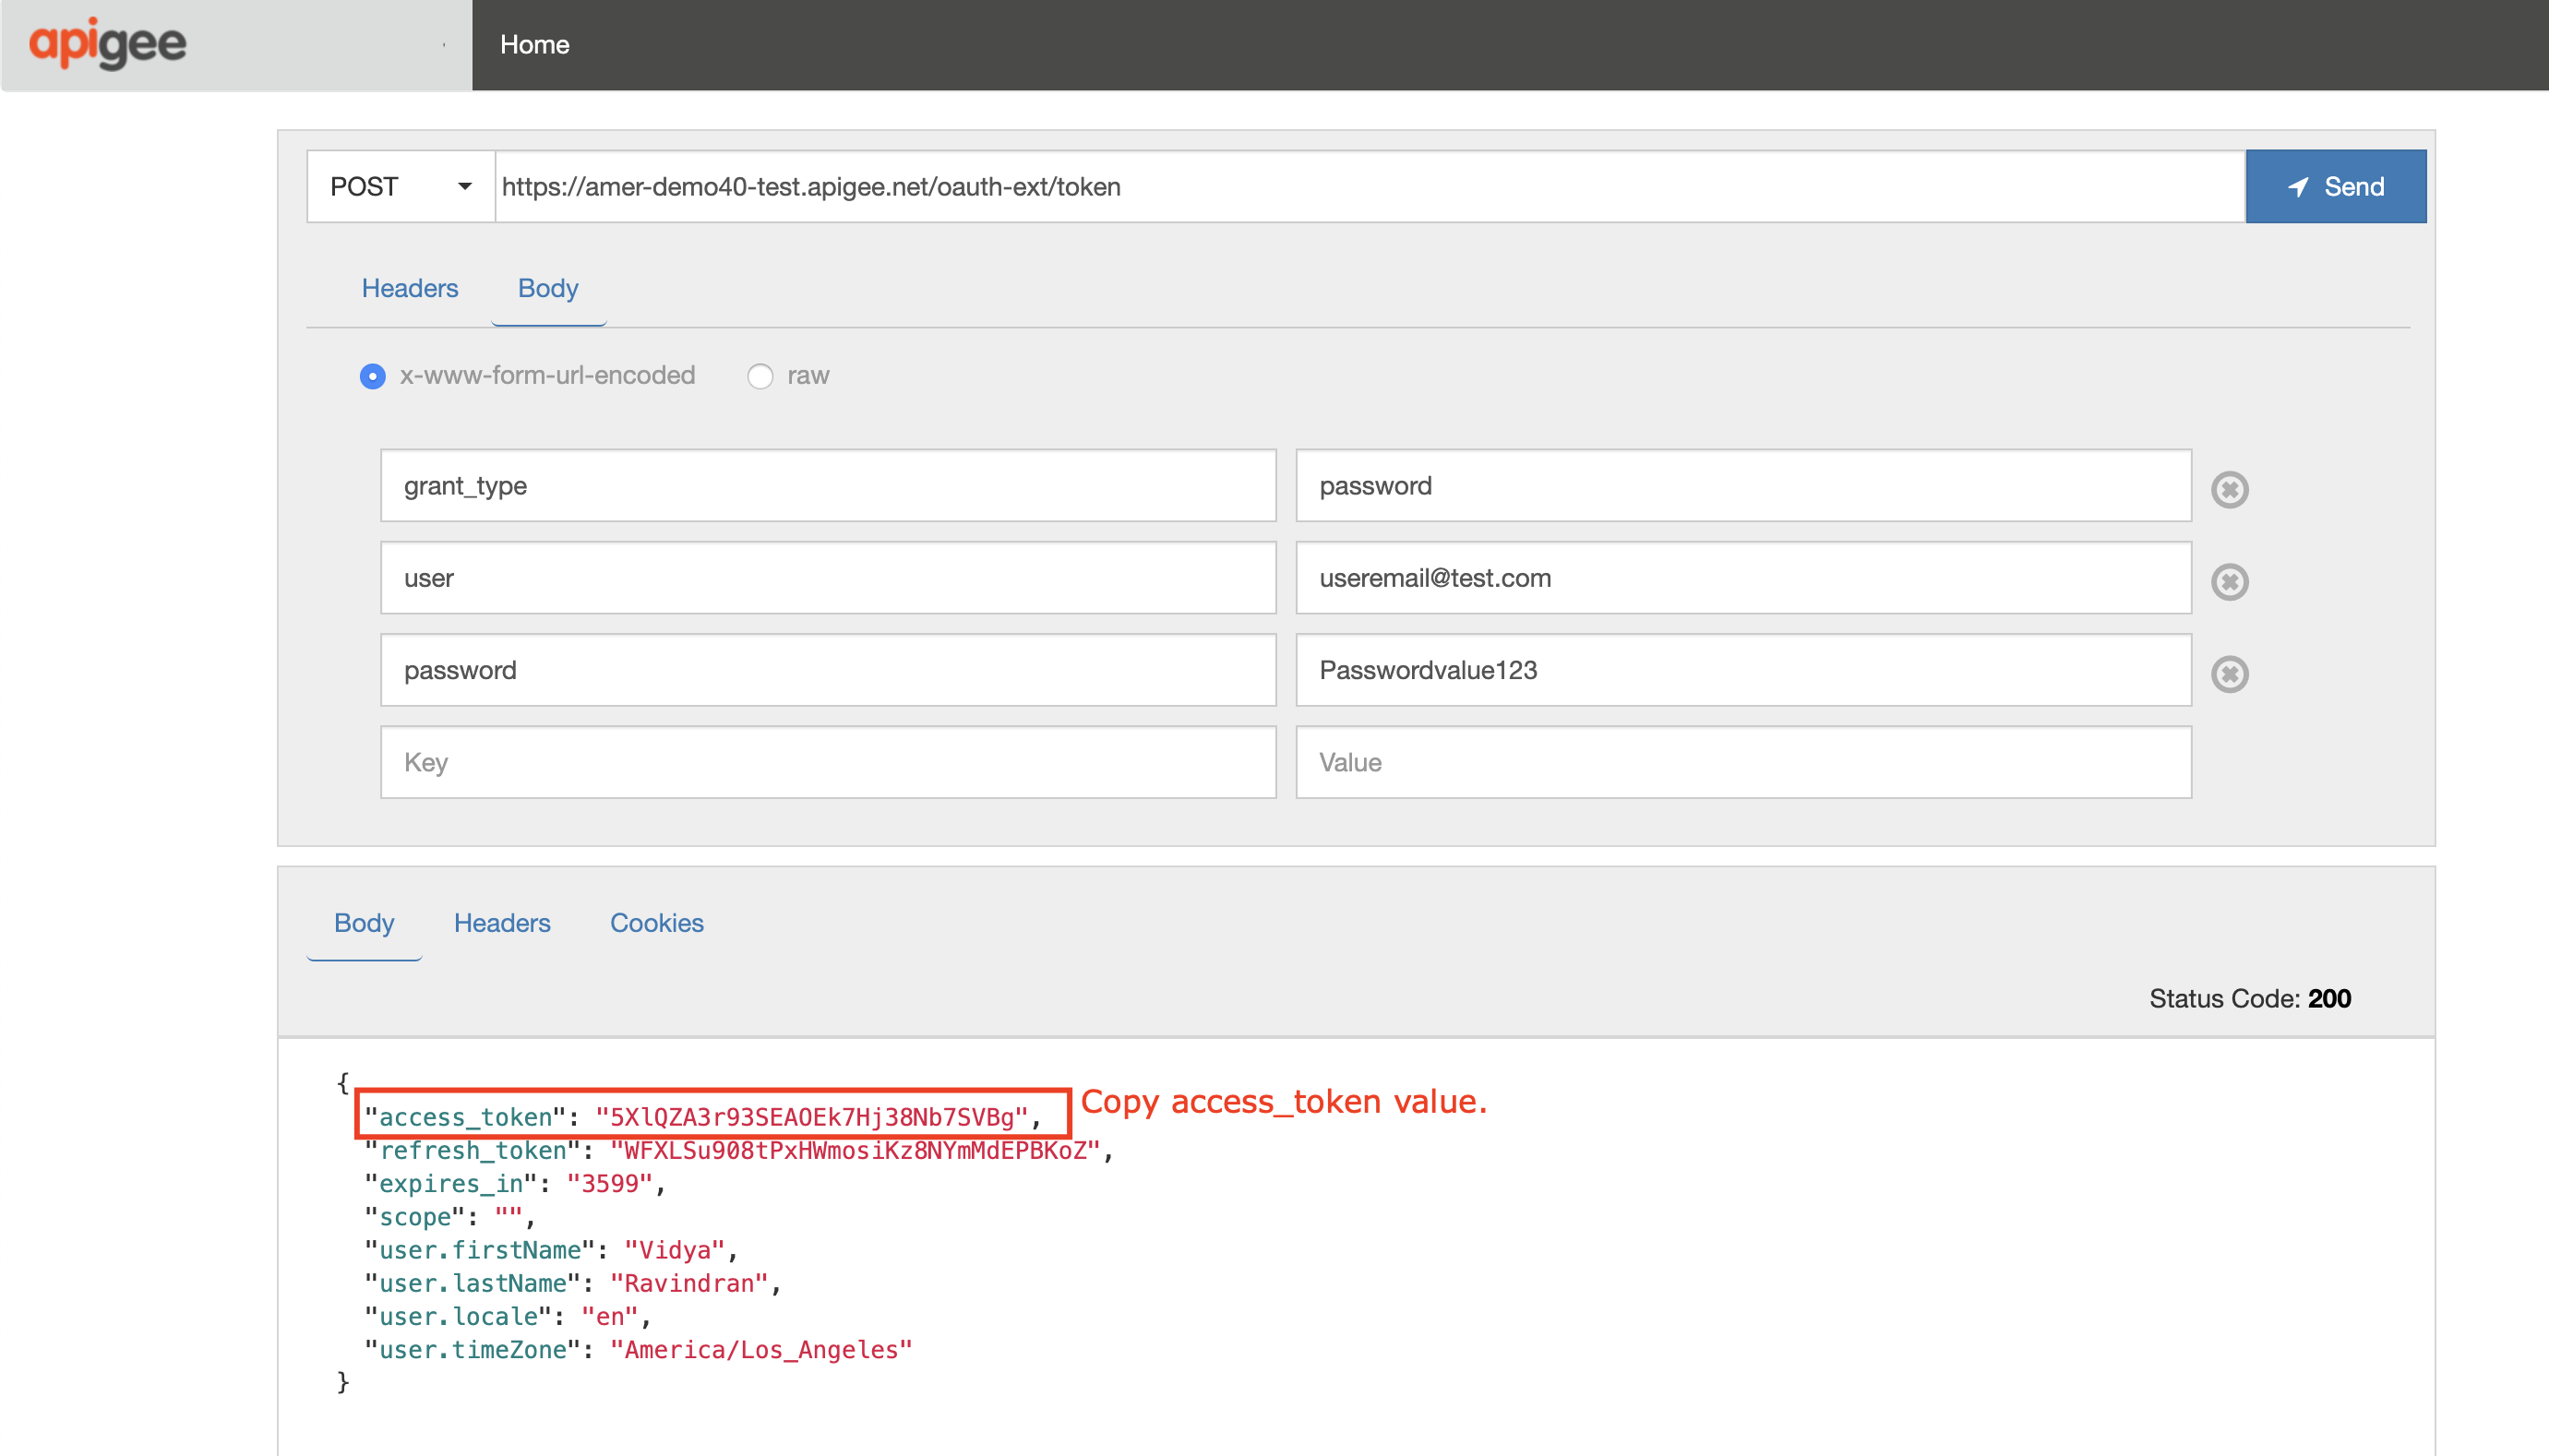 apigee
Home
POST
https://amer-demo40-test.apigee.net/oauth-ext/token
Send
Headers Body
x-www-form-url-encoded raw
grant_type password
user useremail@test.com
password Passwordvalue123
Key Value
Body Headers Cookies
Status Code: 200
{
"access_token": "5XlQZA3r93SEAOEk7Hj38Nb7SVBg",
Copy access_token value.
"refresh_token": "WFXLSu908tPxHWmosiKz8NYmMdEPBKoZ",
"expires_in": "3599",
"scope": "",
"user.firstName": "Vidya",
"user.lastName": "Ravindran",
"user.locale": "en",
"user.timeZone": "America/Los_Angeles"
}